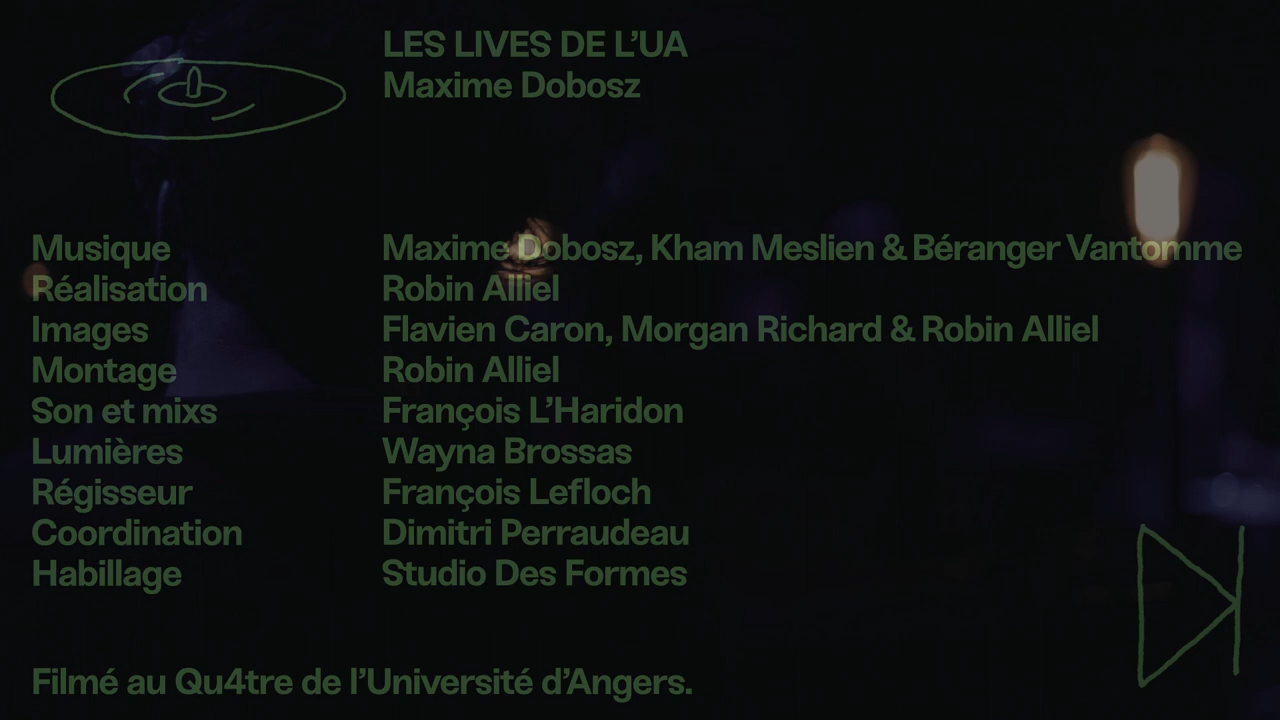 LES LIVES DE L’UA
Maxime Dobosz
Musique Maxime Dobosz, Kham Meslien & Béranger Vantomme
Réalisation Robin Alliel
Images Flavien Caron, Morgan Richard & Robin Alliel
Montage Robin Alliel
Son et mixs François L’Haridon
Lumières Wayna Brossas
Régisseur François Lefloch
Coordination Dimitri Perraudeau
Habillage Studio Des Formes
Filmé au Qu4tre de l’Université d’Angers.